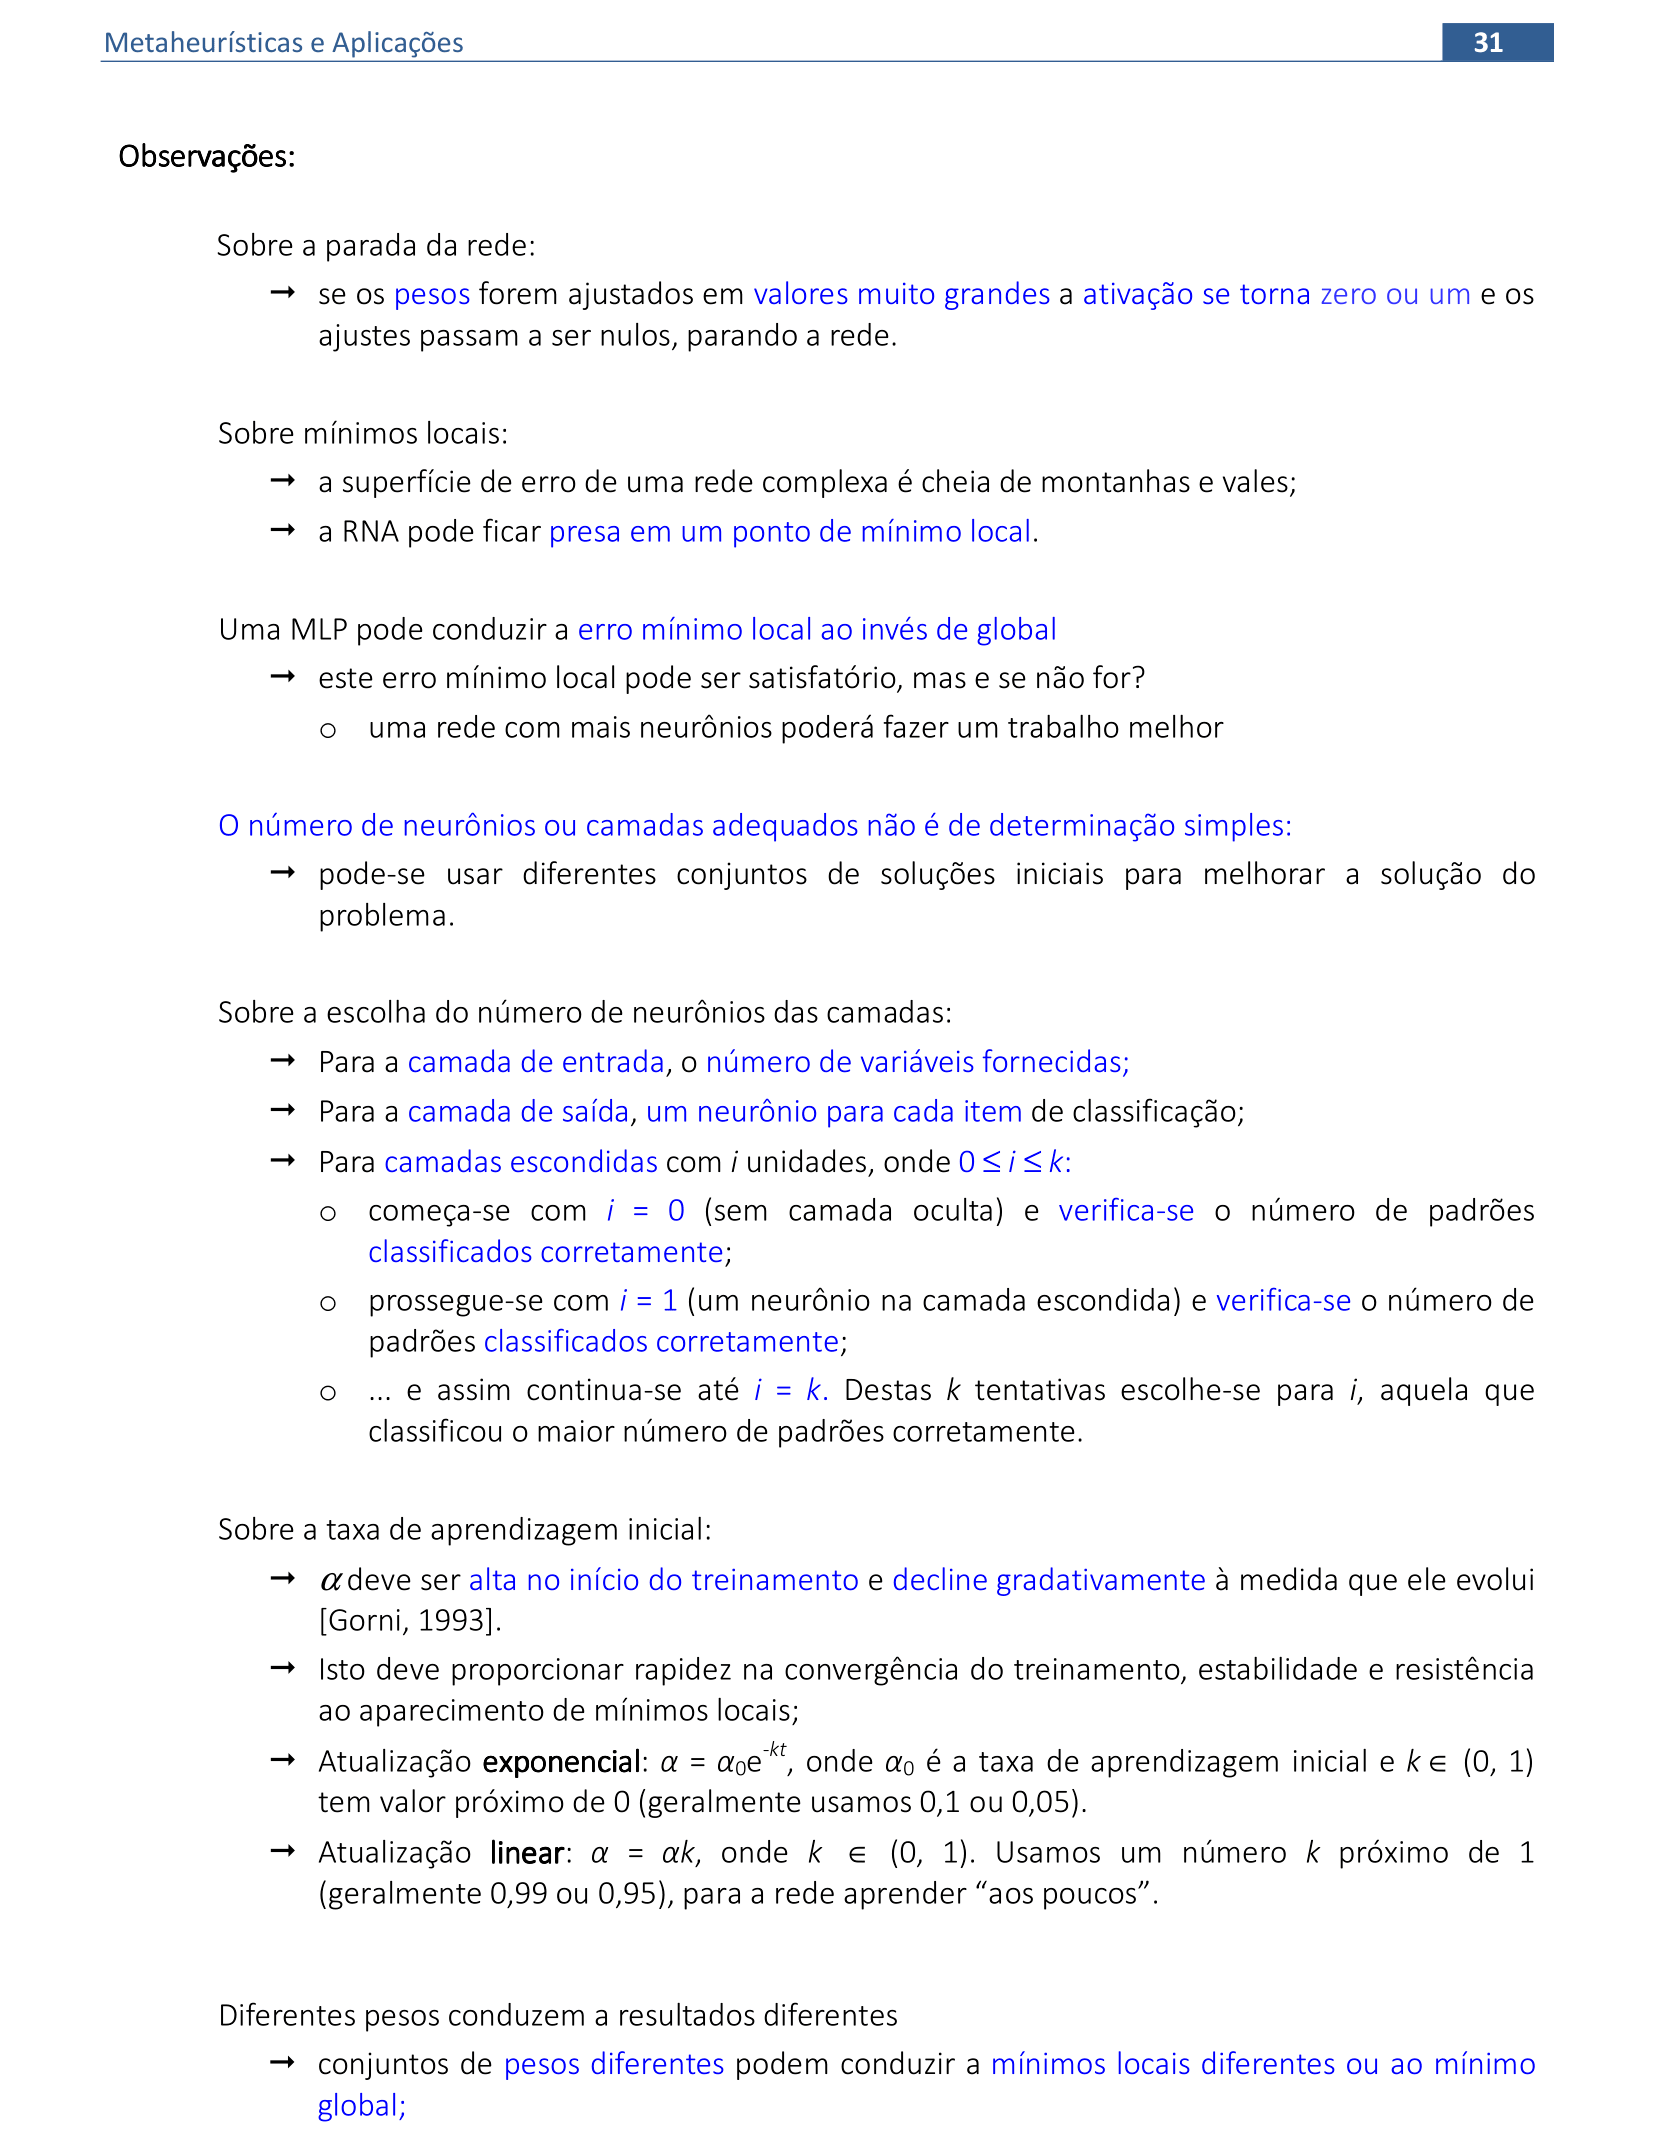 Metaheurísticas e Aplicações 31
Observações:
Sobre a parada da rede:
➞ se os pesos forem ajustados em valores muito grandes a ativação se torna zero ou um e os
ajustes passam a ser nulos, parando a rede.
Sobre mínimos locais:
➞ a superfície de erro de uma rede complexa é cheia de montanhas e vales;
➞ a RNA pode ficar presa em um ponto de mínimo local.
Uma MLP pode conduzir a erro mínimo local ao invés de global
➞ este erro mínimo local pode ser satisfatório, mas e se não for?
o uma rede com mais neurônios poderá fazer um trabalho melhor
O número de neurônios ou camadas adequados não é de determinação simples:
➞ pode-se usar diferentes conjuntos de soluções iniciais para melhorar a solução do
problema.
Sobre a escolha do número de neurônios das camadas:
➞ Para a camada de entrada, o número de variáveis fornecidas;
➞ Para a camada de saída, um neurônio para cada item de classificação;
➞ Para camadas escondidas com i unidades, onde 0 ≤ i ≤ k:
o começa-se com i = 0 (sem camada oculta) e verifica-se o número de padrões
classificados corretamente;
o prossegue-se com i = 1 (um neurônio na camada escondida) e verifica-se o número de
padrões classificados corretamente;
o ... e assim continua-se até i = k. Destas k tentativas escolhe-se para i, aquela que
classificou o maior número de padrões corretamente.
Sobre a taxa de aprendizagem inicial:
➞ α deve ser alta no início do treinamento e decline gradativamente à medida que ele evolui
[Gorni, 1993].
➞ Isto deve proporcionar rapidez na convergência do treinamento, estabilidade e resistência
ao aparecimento de mínimos locais;
➞ Atualização exponencial: α = α₀e^-kt, onde α₀ é a taxa de aprendizagem inicial e k ∈ (0, 1)
tem valor próximo de 0 (geralmente usamos 0,1 ou 0,05).
➞ Atualização linear: α = αk, onde k ∈ (0, 1). Usamos um número k próximo de 1
(geralmente 0,99 ou 0,95), para a rede aprender “aos poucos”.
Diferentes pesos conduzem a resultados diferentes
➞ conjuntos de pesos diferentes podem conduzir a mínimos locais diferentes ou ao mínimo
global;